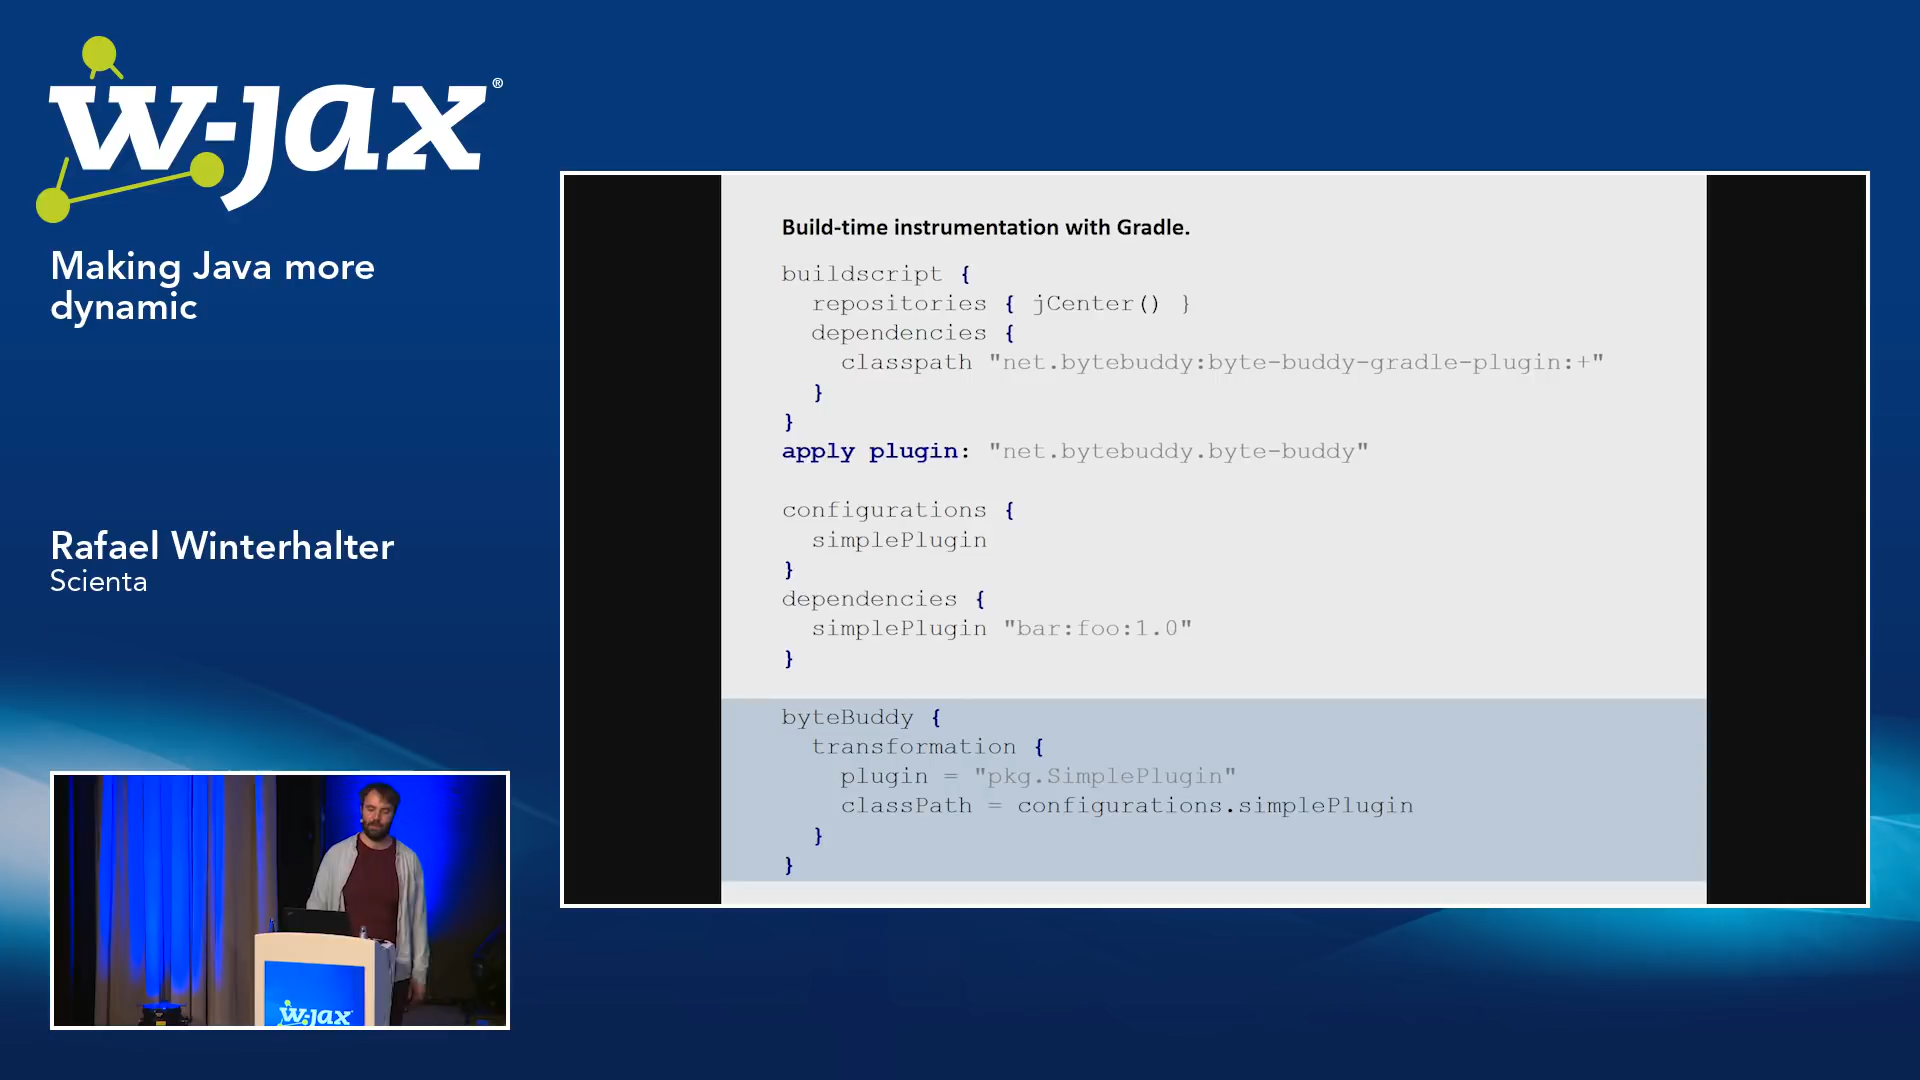 w-jax®
Making Java more
dynamic
Rafael Winterhalter
Scienta
Build-time instrumentation with Gradle.
buildscript {
  repositories { jCenter() }
  dependencies {
    classpath "net.bytebuddy:byte-buddy-gradle-plugin:+"
  }
}
apply plugin: "net.bytebuddy.byte-buddy"
configurations {
  simplePlugin
}
dependencies {
  simplePlugin "bar:foo:1.0"
}
byteBuddy {
  transformation {
    plugin = "pkg.SimplePlugin"
    classPath = configurations.simplePlugin
  }
}
w-jax